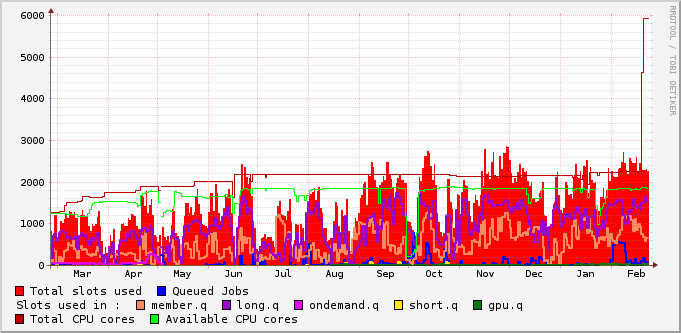 RRDTOOL / TOBI OETIKER
6000
5000
4000
3000
2000
1000
0
Mar Apr May Jun Jul Aug Sep Oct Nov Dec Jan Feb
Total slots used Queued Jobs
Slots used in : member.q long.q ondemand.q short.q gpu.q
Total CPU cores Available CPU cores